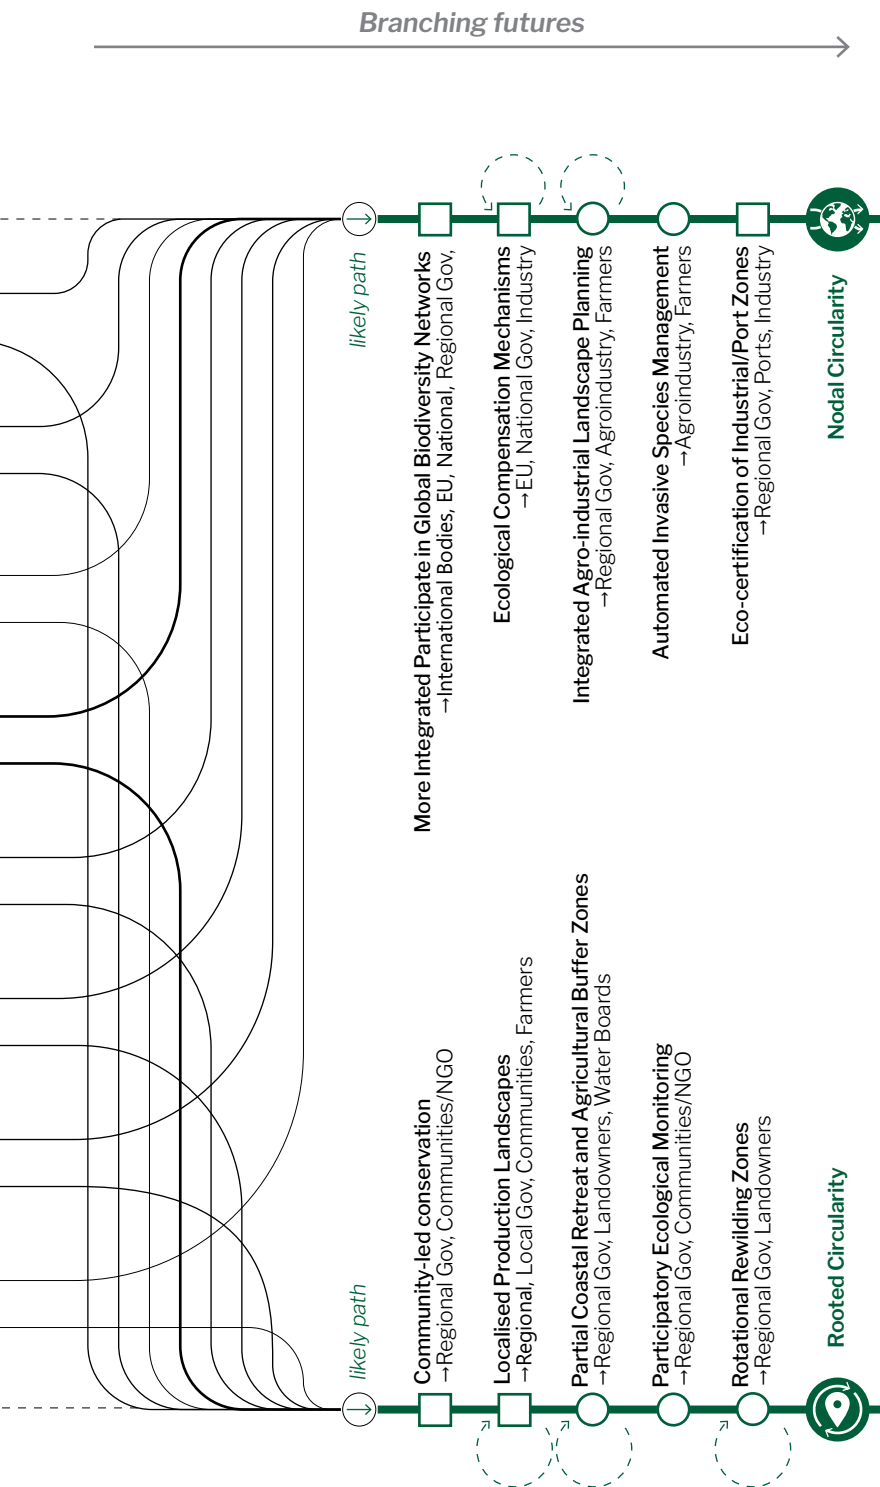 Branching futures
likely path
More Integrated Participate in Global Biodiversity Networks
→International Bodies, EU, National, Regional Gov,
Ecological Compensation Mechanisms
→EU, National Gov, Industry
Integrated Agro-industrial Landscape Planning
→Regional Gov, Agroindustry, Farmers
Automated Invasive Species Management
→Agroindustry, Farners
Eco-certification of Industrial/Port Zones
→Regional Gov, Ports, Industry
Nodal Circularity
likely path
Community-led conservation
→Regional Gov, Communities/NGO
Localised Production Landscapes
→Regional, Local Gov, Communities, Farmers
Partial Coastal Retreat and Agricultural Buffer Zones
→Regional Gov, Landowners, Water Boards
Participatory Ecological Monitoring
→Regional Gov, Communities/NGO
Rotational Rewilding Zones
→Regional Gov, Landowners
Rooted Circularity